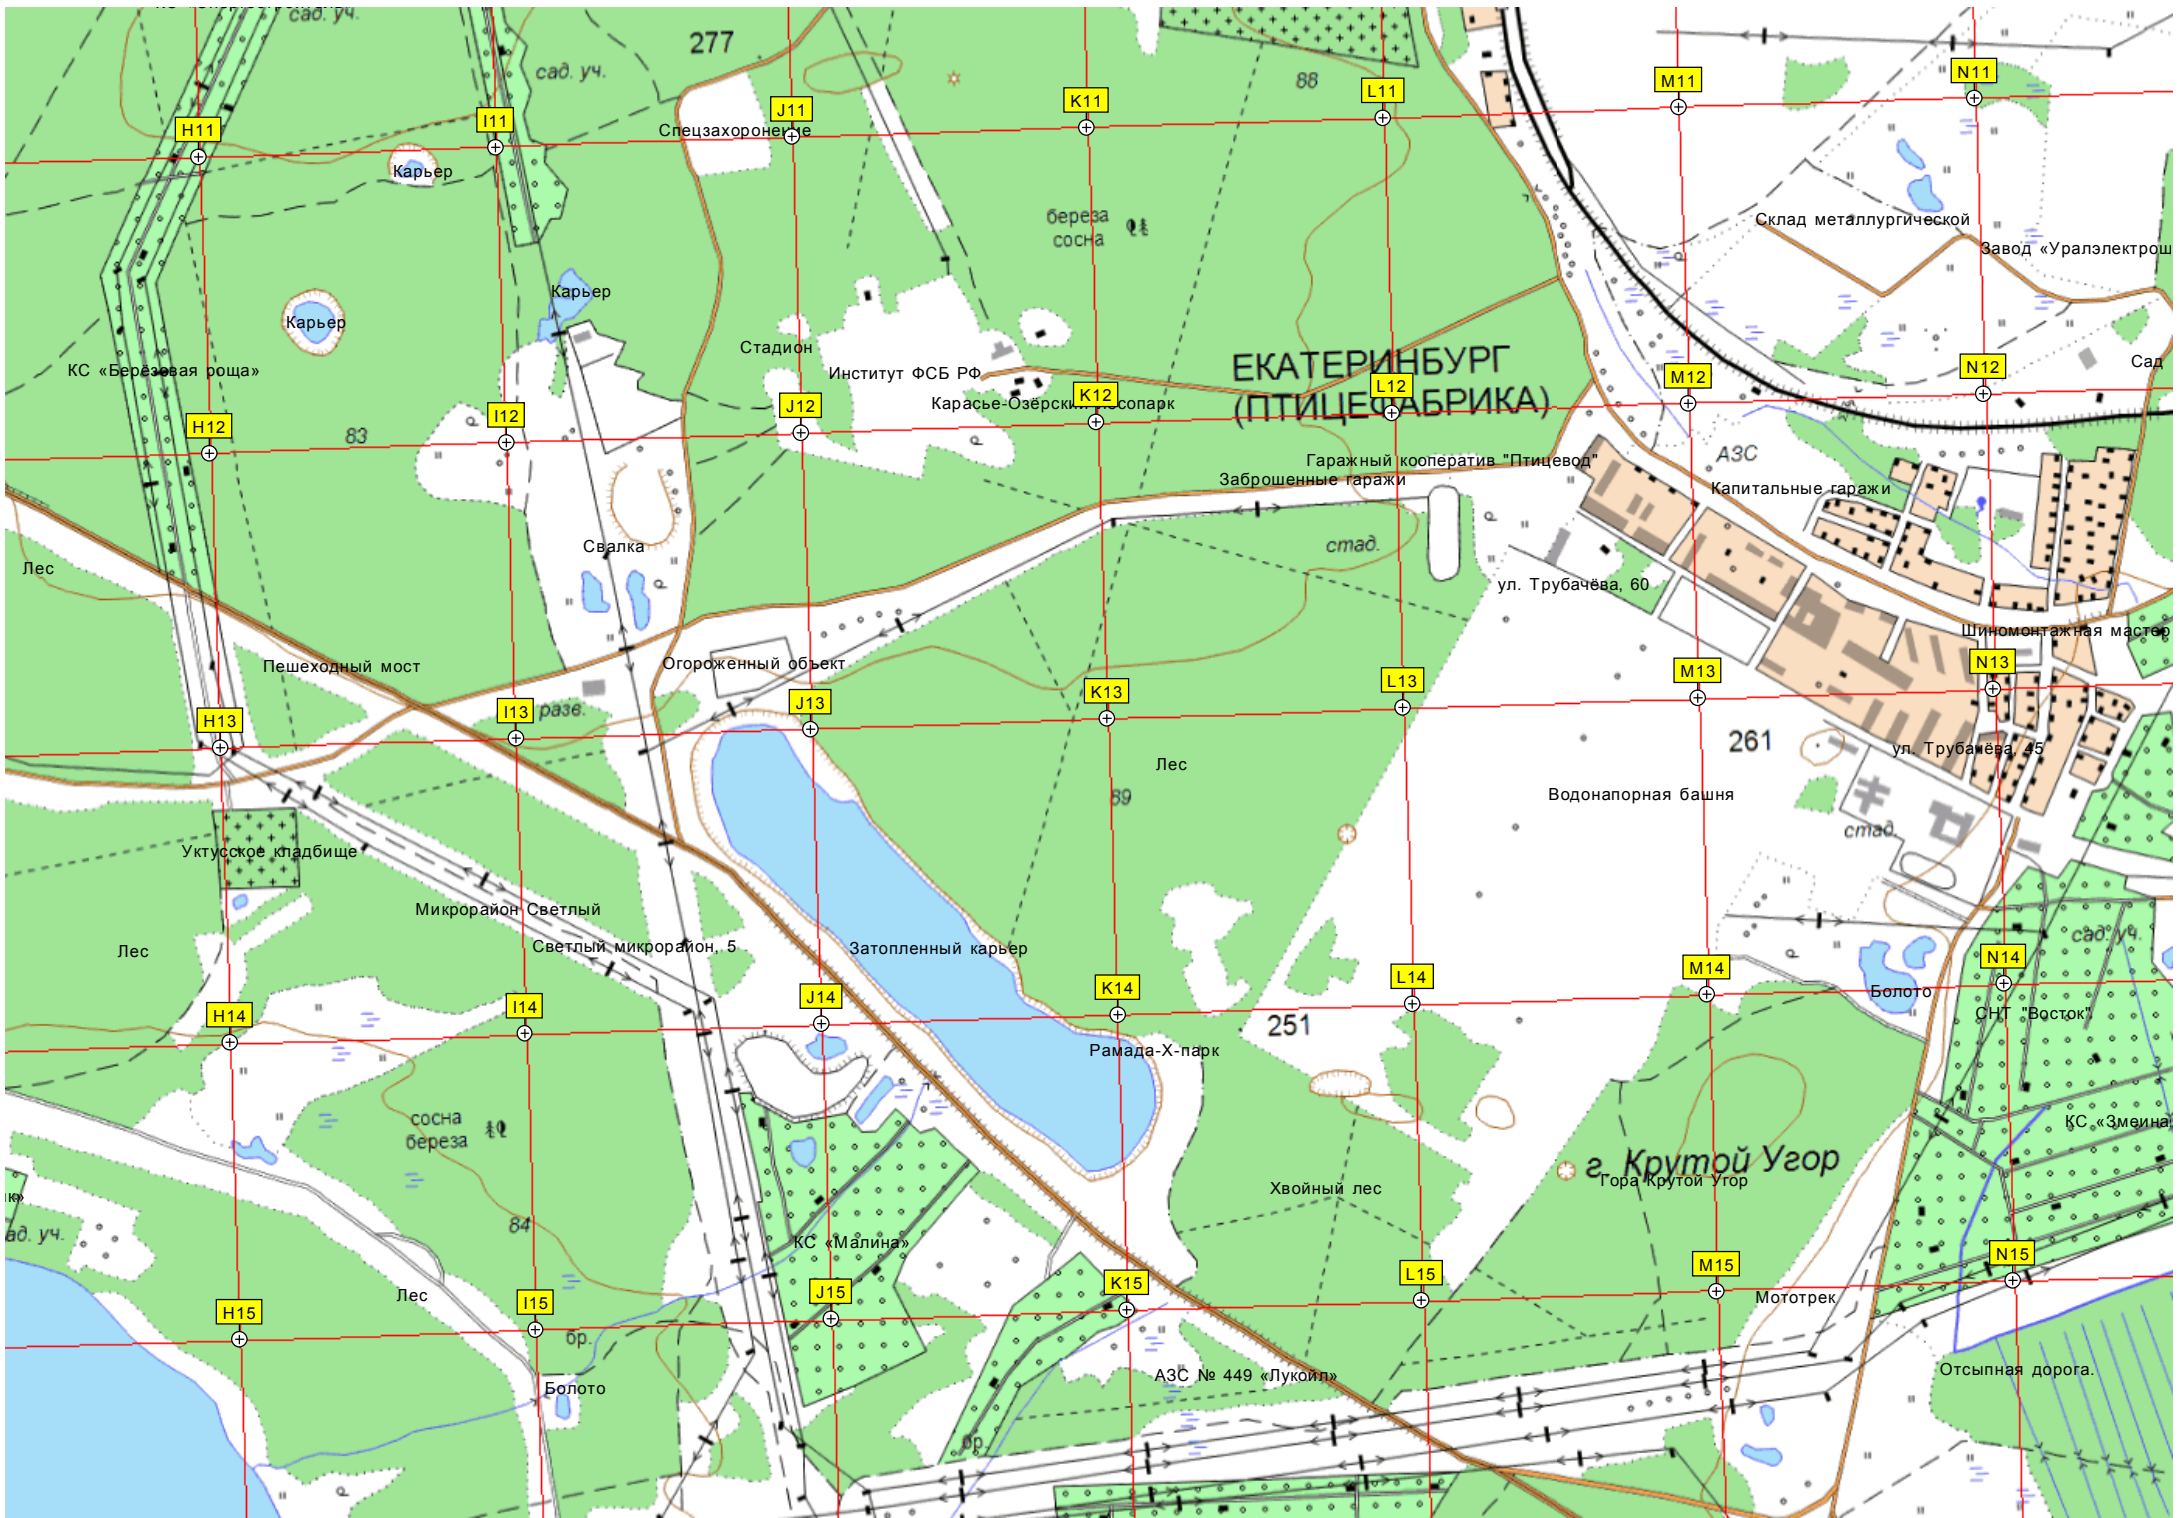 сад. уч.
277
сад. уч.
88
N11
M11
L11
K11
J11
I11
H11
Спецзахоронение
Карьер
береза
сосна
Склад металлургической
Завод «Уралэлектрош
Карьер
Карьер
Стадион
ЕКАТЕРИНБУРГ
(ПТИЦЕФАБРИКА)
КС «Берёзовая роща»
Институт ФСБ РФ
Сад
N12
M12
L12
K12
J12
I12
H12
Карасье-Озёрский лесопарк
83
АЗС
Гаражный кооператив "Птицевод"
Заброшенные гаражи
Капитальные гаражи
Свалка
стад.
Лес
ул. Трубачёва, 60
Шиномонтажная мастер
Пешеходный мост
Огороженный объект
N13
M13
L13
K13
J13
I13
H13
разв.
261
ул. Трубачёва, 45
Лес
89
Водонапорная башня
стад.
Уктусское кладбище
Микрорайон Светлый
Светлый микрорайон, 5
Затопленный карьер
Лес
сад. уч.
N14
M14
L14
K14
J14
I14
H14
Болото
СНТ "Восток"
251
Рамада-Х-парк
сосна
береза
КС «Змеина
г. Крутой Угор
Гора Крутой Угор
Хвойный лес
к»
ад. уч.
84
КС «Малина»
N15
M15
L15
K15
J15
I15
H15
Лес
Мототрек
бр.
АЗС № 449 «Лукойл»
Отсыпная дорога.
Болото
бр.